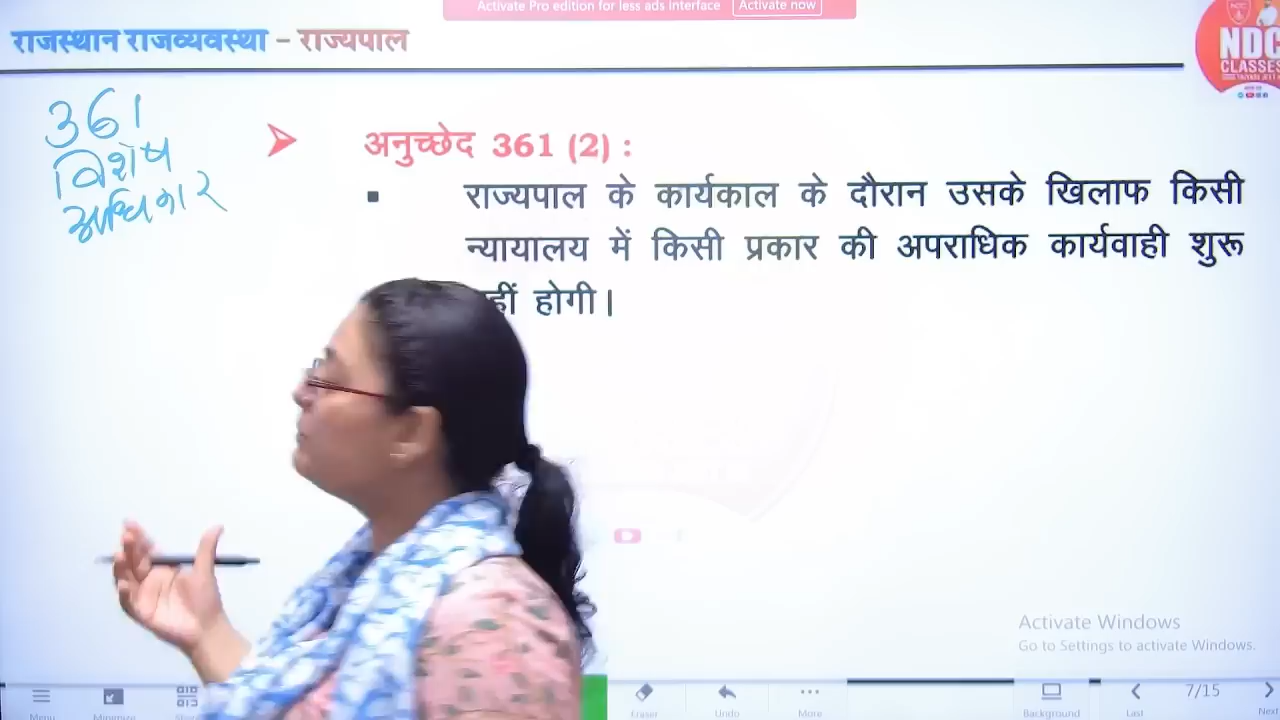 Activate Pro edition for less ads interface Activate now
राजस्थान राजव्यवस्था – राज्यपाल
NDC
CLASSES
361
विशेष
अधिकार
अनुच्छेद 361 (2) :
राज्यपाल के कार्यकाल के दौरान उसके खिलाफ किसी
न्यायालय में किसी प्रकार की अपराधिक कार्यवाही शुरू
होगी।
Activate Windows
Go to Settings to activate Windows.
Menu Minimize Eraser Undo More Background Last 7/15 Next